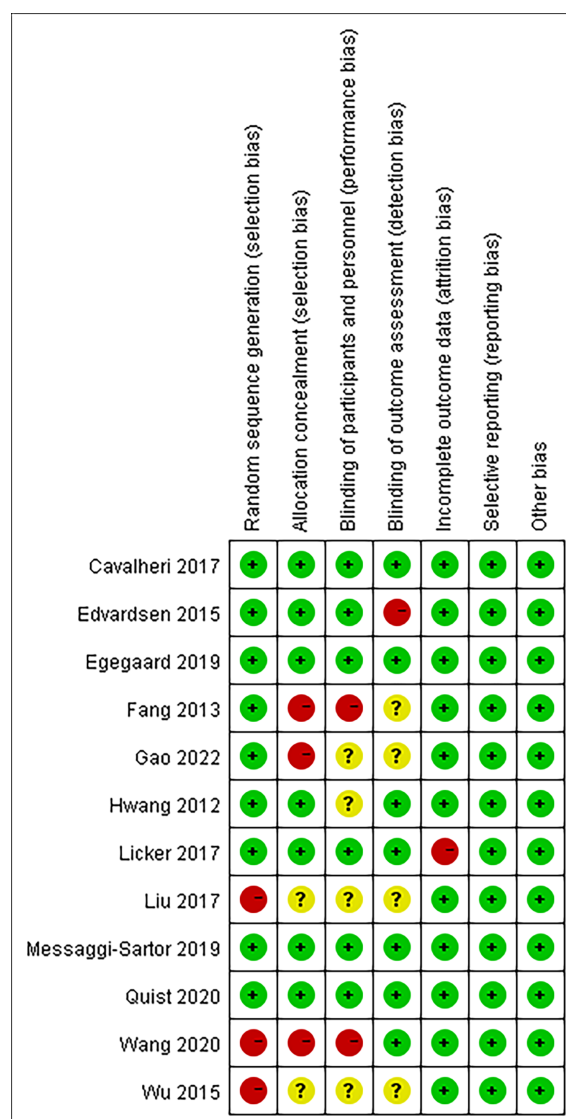 Random sequence generation (selection bias)
Allocation concealment (selection bias)
Blinding of participants and personnel (performance bias)
Blinding of outcome assessment (detection bias)
Incomplete outcome data (attrition bias)
Selective reporting (reporting bias)
Other bias
Cavalheri 2017 + + + + + + +
Edvardsen 2015 + + + - + + +
Egegaard 2019 + + + + + + +
Fang 2013 + - - ? + + +
Gao 2022 + - ? ? + + +
Hwang 2012 + + ? + + + +
Licker 2017 + + + + - + +
Liu 2017 - ? ? ? + + +
Messaggi-Sartor 2019 + + + + + + +
Quist 2020 + + + + + + +
Wang 2020 - - - + + + +
Wu 2015 - ? ? ? + + +